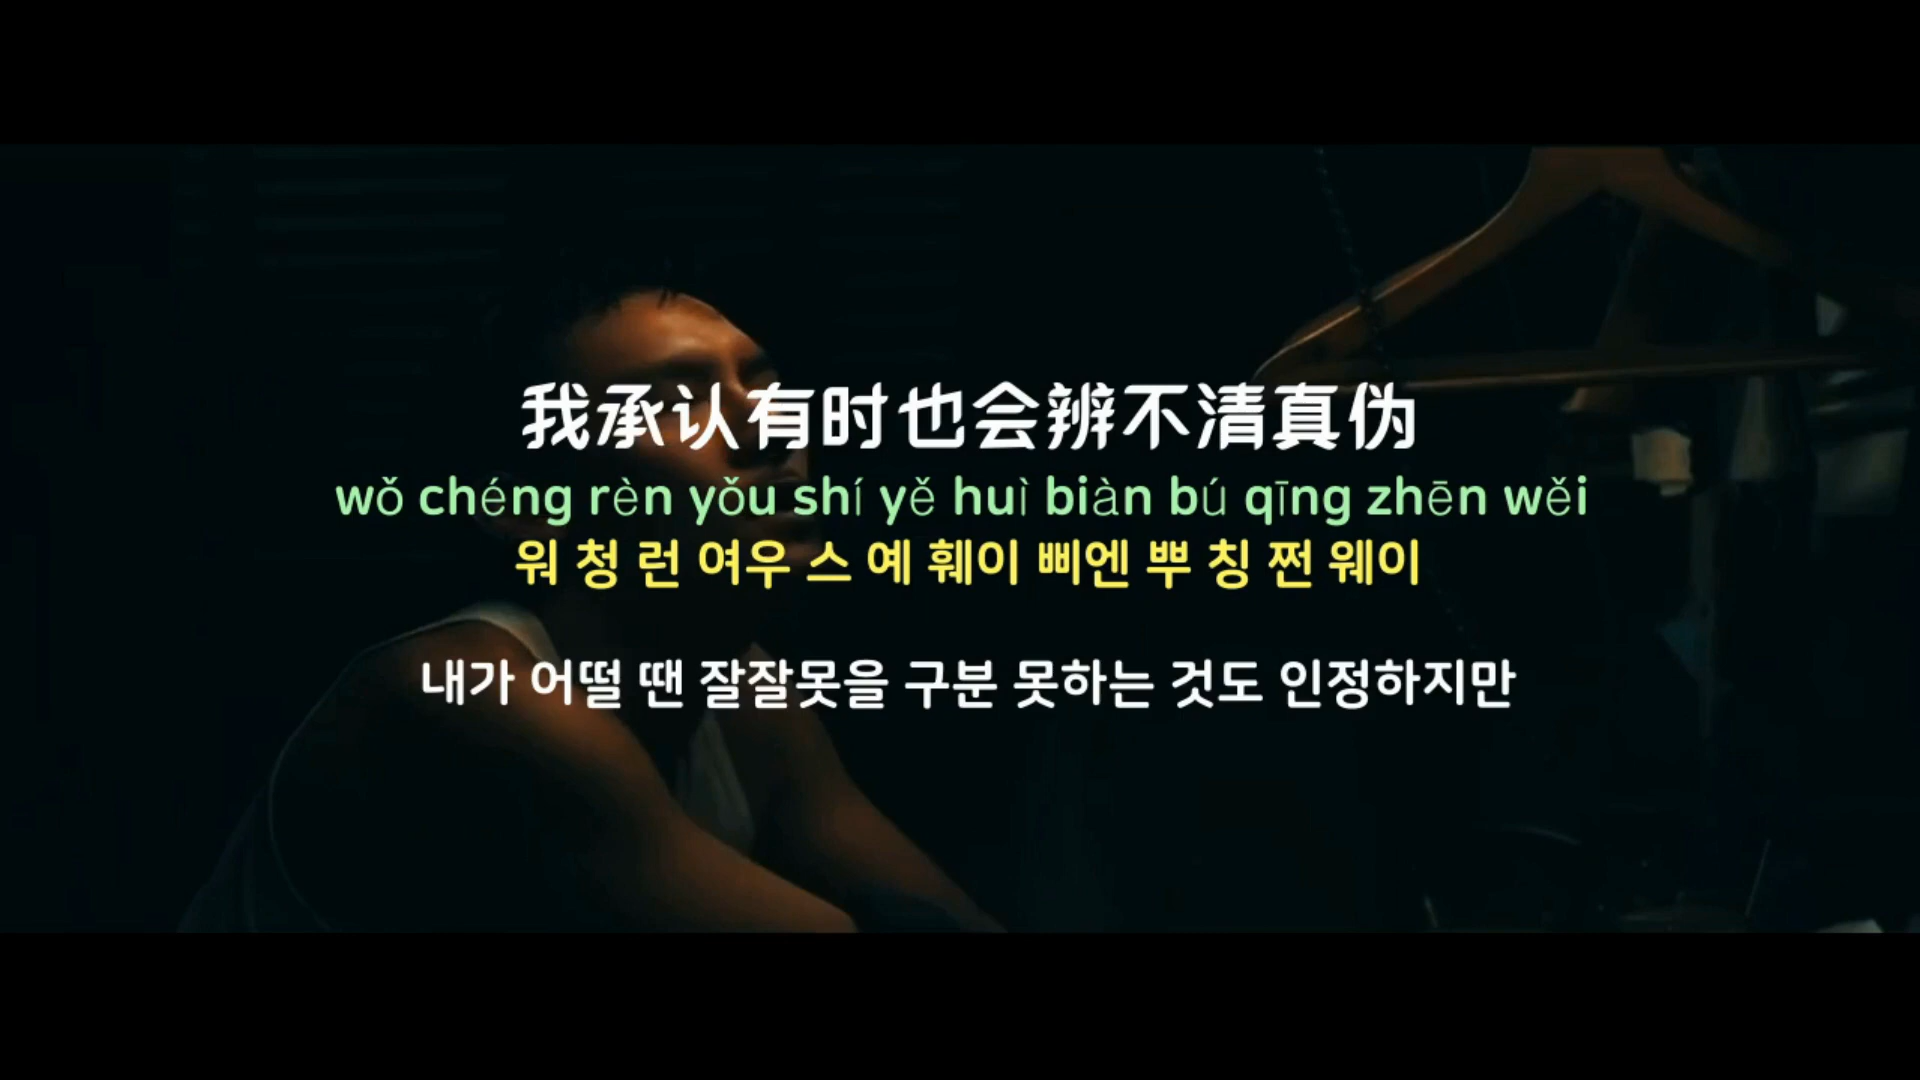 我承认有时也会辨不清真伪
wǒ chéng rèn yǒu shí yě huì biàn bú qīng zhēn wěi
워 청 런 여우 스 예 훼이 삐엔 뿌 칭 쩐 웨이
내가 어떨 땐 잘잘못을 구분 못하는 것도 인정하지만